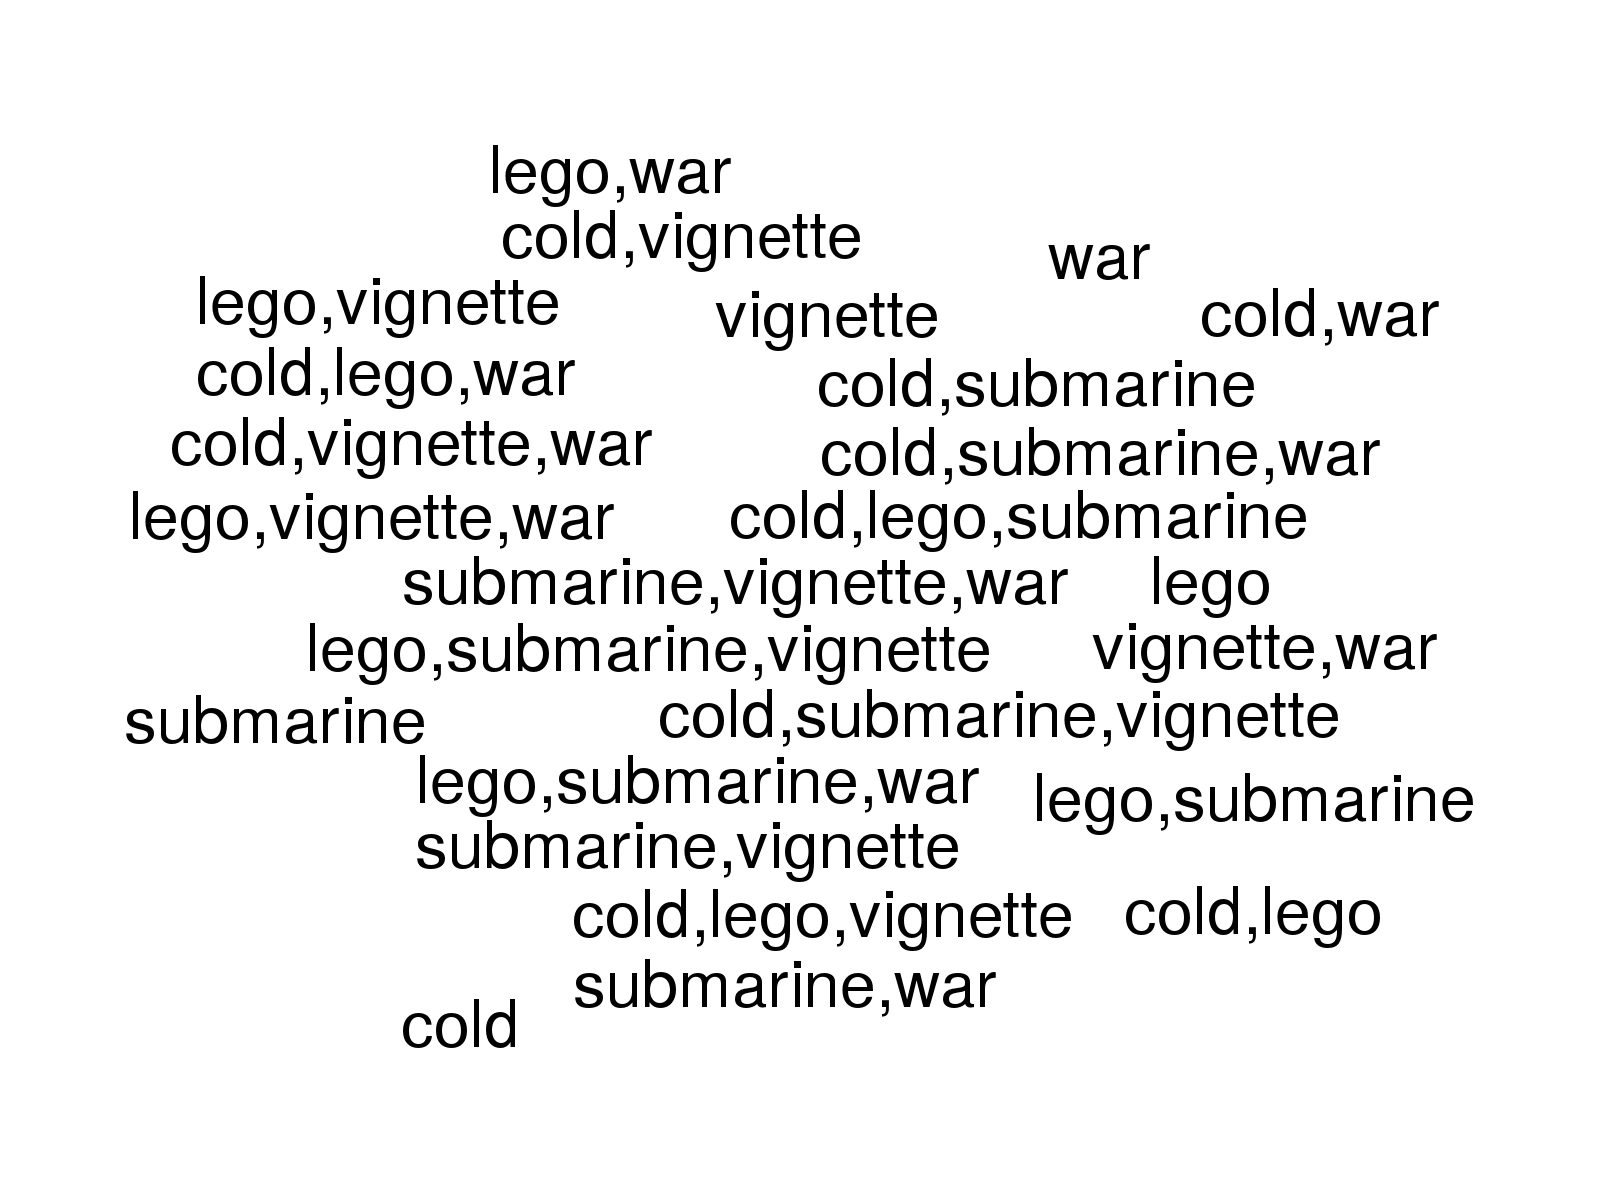 lego,war
cold,vignette
war
lego,vignette
vignette
cold,war
cold,lego,war
cold,submarine
cold,vignette,war
cold,submarine,war
lego,vignette,war
cold,lego,submarine
submarine,vignette,war
lego
lego,submarine,vignette
vignette,war
submarine
cold,submarine,vignette
lego,submarine,war
lego,submarine
submarine,vignette
cold,lego,vignette
cold,lego
submarine,war
cold